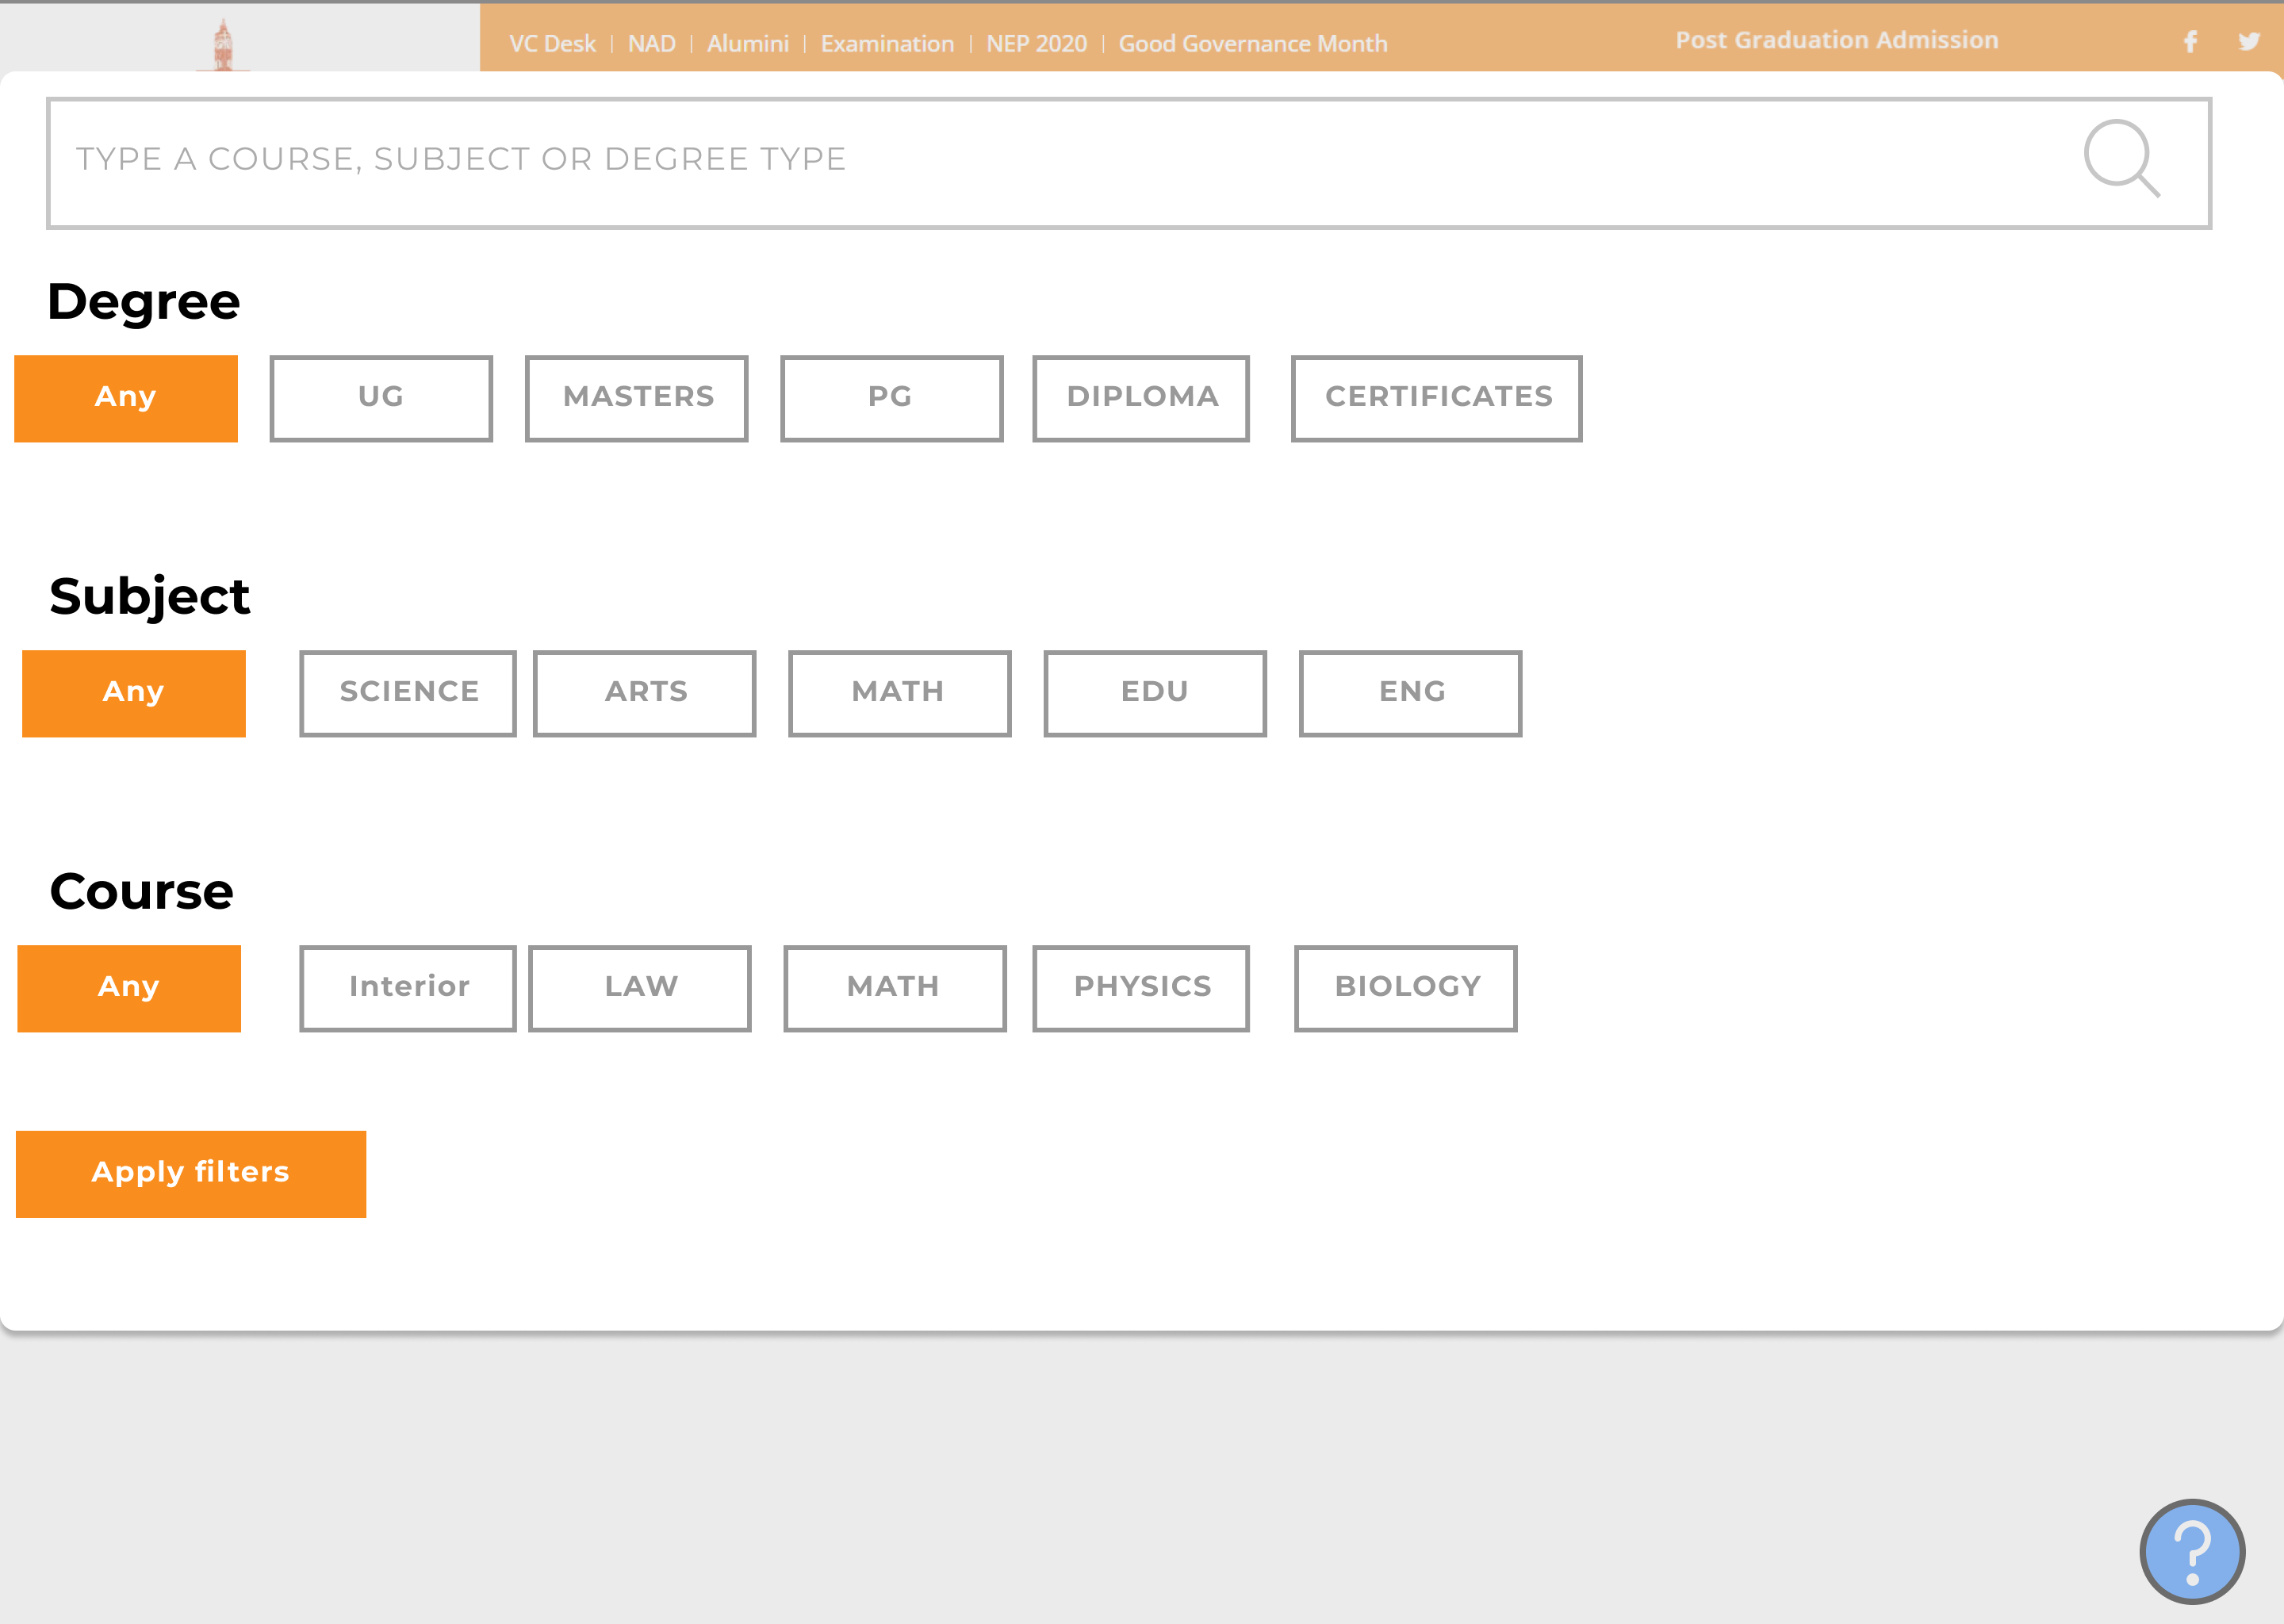 VC Desk | NAD | Alumini | Examination | NEP 2020 | Good Governance Month
Post Graduation Admission
TYPE A COURSE, SUBJECT OR DEGREE TYPE
Degree
Any UG MASTERS PG DIPLOMA CERTIFICATES
Subject
Any SCIENCE ARTS MATH EDU ENG
Course
Any Interior LAW MATH PHYSICS BIOLOGY
Apply filters
?